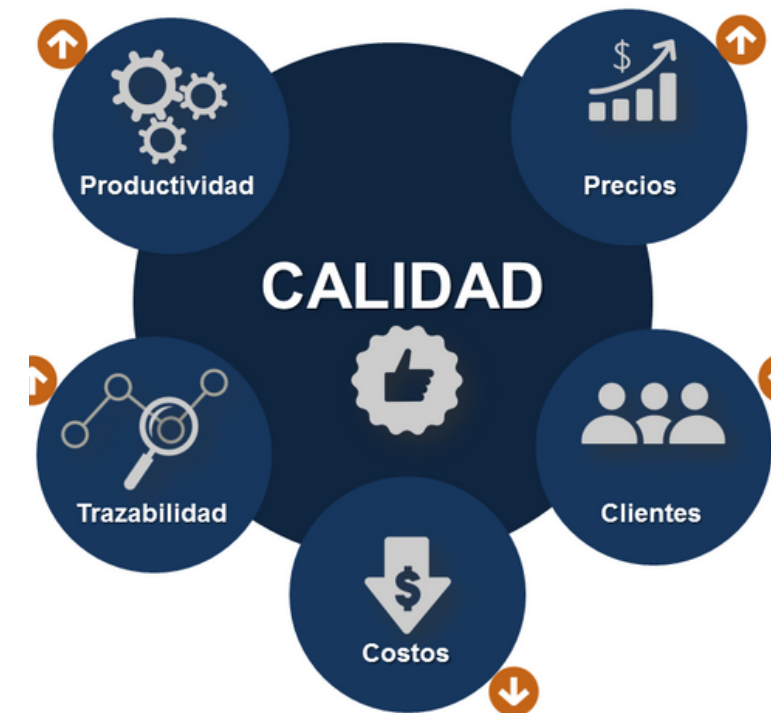 Productividad
$
Precios
CALIDAD
Trazabilidad
Clientes
$
Costos